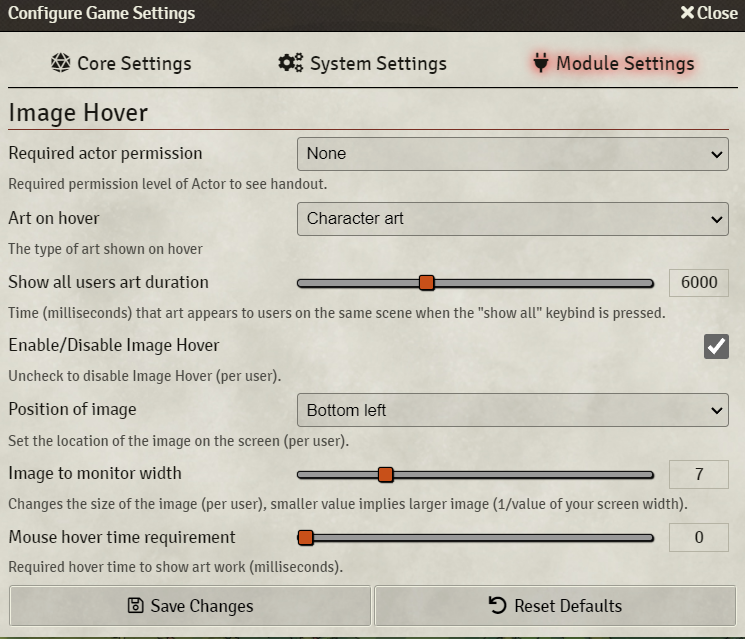 Configure Game Settings
Close
Core Settings
System Settings
Module Settings
Image Hover
Required actor permission
None
Required permission level of Actor to see handout.
Art on hover
Character art
The type of art shown on hover
Show all users art duration
6000
Time (milliseconds) that art appears to users on the same scene when the "show all" keybind is pressed.
Enable/Disable Image Hover
Uncheck to disable Image Hover (per user).
Position of image
Bottom left
Set the location of the image on the screen (per user).
Image to monitor width
7
Changes the size of the image (per user), smaller value implies larger image (1/value of your screen width).
Mouse hover time requirement
0
Required hover time to show art work (milliseconds).
Save Changes
Reset Defaults